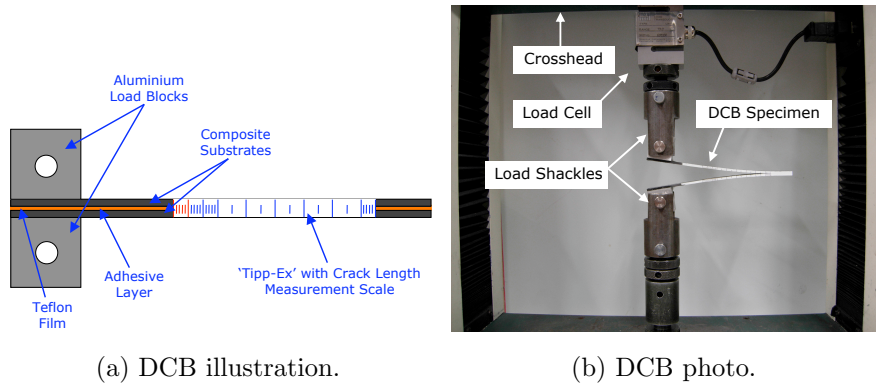 Aluminium
Load Blocks
Composite
Substrates
Adhesive
Layer
Teflon
Film
'Tipp-Ex' with Crack Length
Measurement Scale
(a) DCB illustration.
Crosshead
Load Cell
DCB Specimen
Load Shackles
(b) DCB photo.